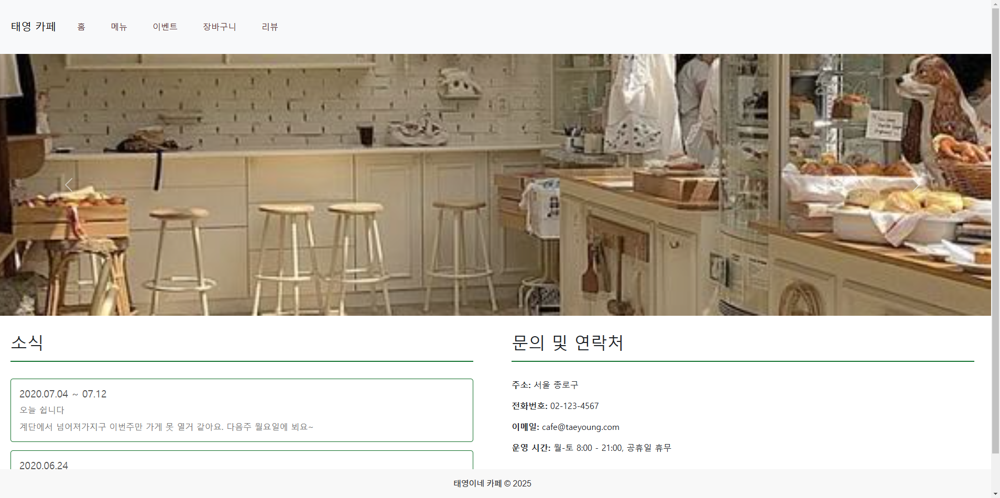 태영 카페 홈 메뉴 이벤트 장바구니 리뷰
소식
2020.07.04 ~ 07.12
오늘 쉽니다
계단에서 넘어져가지구 이번주만 가게 못 열거 같아요. 다음주 월요일에 뵈요~
2020.06.24
문의 및 연락처
주소: 서울 종로구
전화번호: 02-123-4567
이메일: cafe@taeyoung.com
운영 시간: 월-토 8:00 - 21:00, 공휴일 휴무
태영이네 카페 © 2025